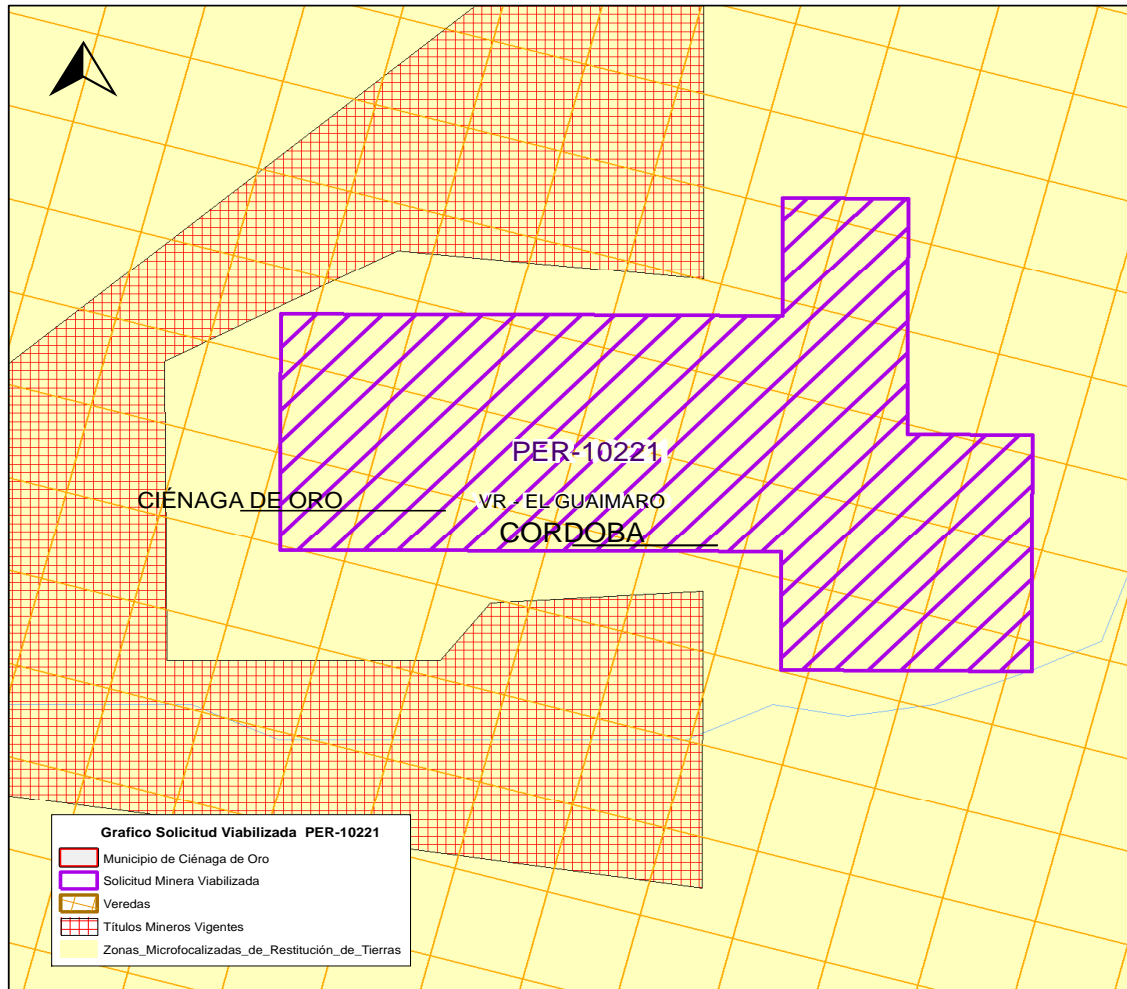 PER-10221
CIÉNAGA DE ORO
VR - EL GUAIMARO
CORDOBA
Grafico Solicitud Viabilizada PER-10221
Municipio de Ciénaga de Oro
Solicitud Minera Viabilizada
Veredas
Títulos Mineros Vigentes
Zonas_Microfocalizadas_de_Restitución_de_Tierras